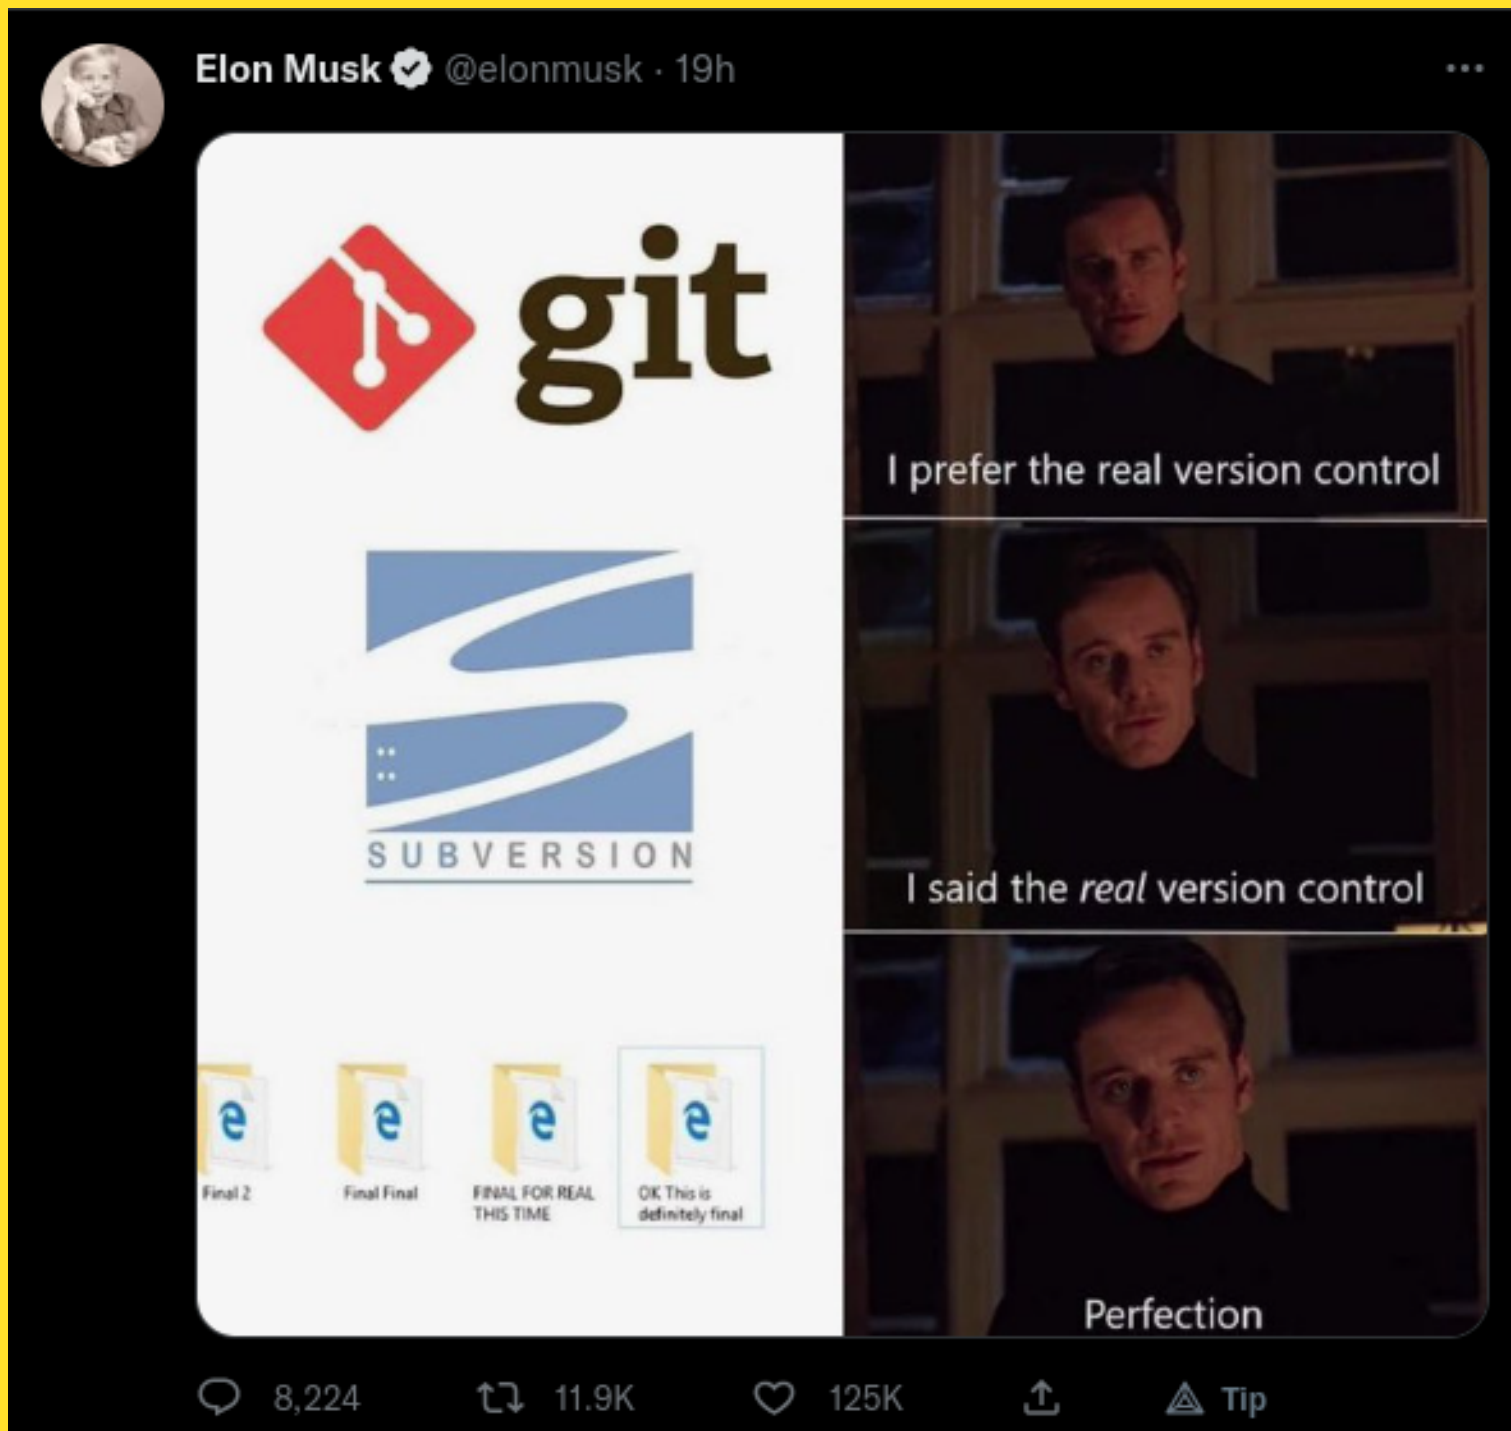 Elon Musk @elonmusk · 19h
git
I prefer the real version control
SUBVERSION
I said the real version control
Final 2
Final Final
FINAL FOR REAL
THIS TIME
OK This is
definitely final
Perfection
8,224 11.9K 125K Tip